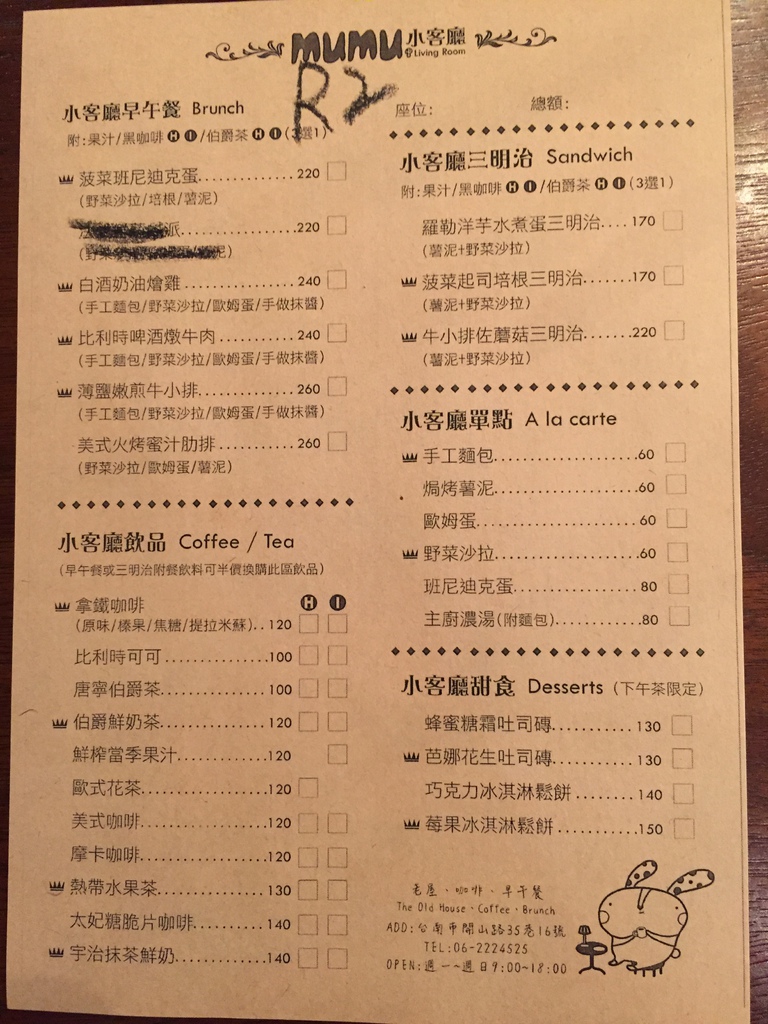 mumu 小客廳
Living Room
R2
小客廳早午餐 Brunch
附:果汁/黑咖啡 H I /伯爵茶 H I (3選1)
菠菜班尼迪克蛋..............220
(野菜沙拉/培根/薯泥)
派..................220
泥)
白酒奶油燴雞................240
(手工麵包/野菜沙拉/歐姆蛋/手做抹醬)
比利時啤酒燉牛肉...........240
(手工麵包/野菜沙拉/歐姆蛋/手做抹醬)
薄鹽嫩煎牛小排.............260
(手工麵包/野菜沙拉/歐姆蛋/手做抹醬)
美式火烤蜜汁肋排...........260
(野菜沙拉/歐姆蛋/薯泥)
小客廳飲品 Coffee / Tea
(早午餐或三明治附餐飲料可半價換購此區飲品)
拿鐵咖啡 H I
(原味/榛果/焦糖/提拉米蘇)..120
比利時可可..............100
唐寧伯爵茶..............100
伯爵鮮奶茶..............120
鮮榨當季果汁............120
歐式花茶.................120
美式咖啡.................120
摩卡咖啡.................120
熱帶水果茶..............130
太妃糖脆片咖啡.........140
宇治抹茶鮮奶............140
座位: 總額:
小客廳三明治 Sandwich
附:果汁/黑咖啡 H I /伯爵茶 H I (3選1)
羅勒洋芋水煮蛋三明治....170
(薯泥+野菜沙拉)
菠菜起司培根三明治.......170
(薯泥+野菜沙拉)
牛小排佐蘑菇三明治.......220
(薯泥+野菜沙拉)
小客廳單點 A la carte
手工麵包....................60
焗烤薯泥....................60
歐姆蛋.......................60
野菜沙拉....................60
班尼迪克蛋.................80
主廚濃湯(附麵包)............80
小客廳甜食 Desserts (下午茶限定)
蜂蜜糖霜吐司磚...........130
芭娜花生吐司磚...........130
巧克力冰淇淋鬆餅........140
莓果冰淇淋鬆餅...........150
老屋、咖啡、早午餐
The Old House、Coffee、Brunch
ADD:台南市開山路35巷16號
TEL:06-2224525
OPEN:週一~週日9:00~18:00